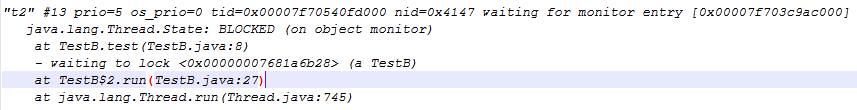 "t2" #13 prio=5 os_prio=0 tid=0x00007f70540fd000 nid=0x4147 waiting for monitor entry [0x00007f703c9ac000]
java.lang.Thread.State: BLOCKED (on object monitor)
at TestB.test(TestB.java:8)
- waiting to lock <0x00000007681a6b28> (a TestB)
at TestB$2.run(TestB.java:27)
at java.lang.Thread.run(Thread.java:745)